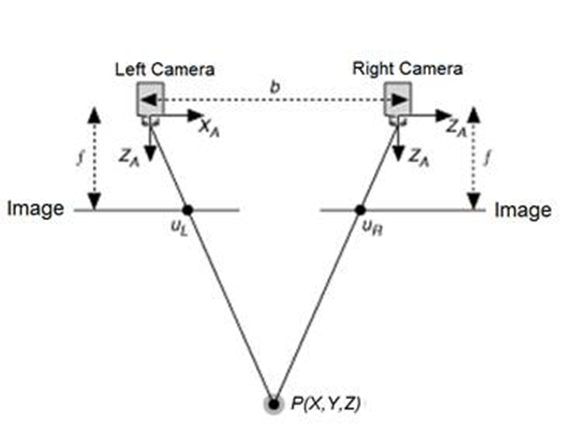 Left Camera
Right Camera
b
X_A
Z_A
f
Z_A
Z_A
f
Image
Image
u_L
u_R
P(X,Y,Z)